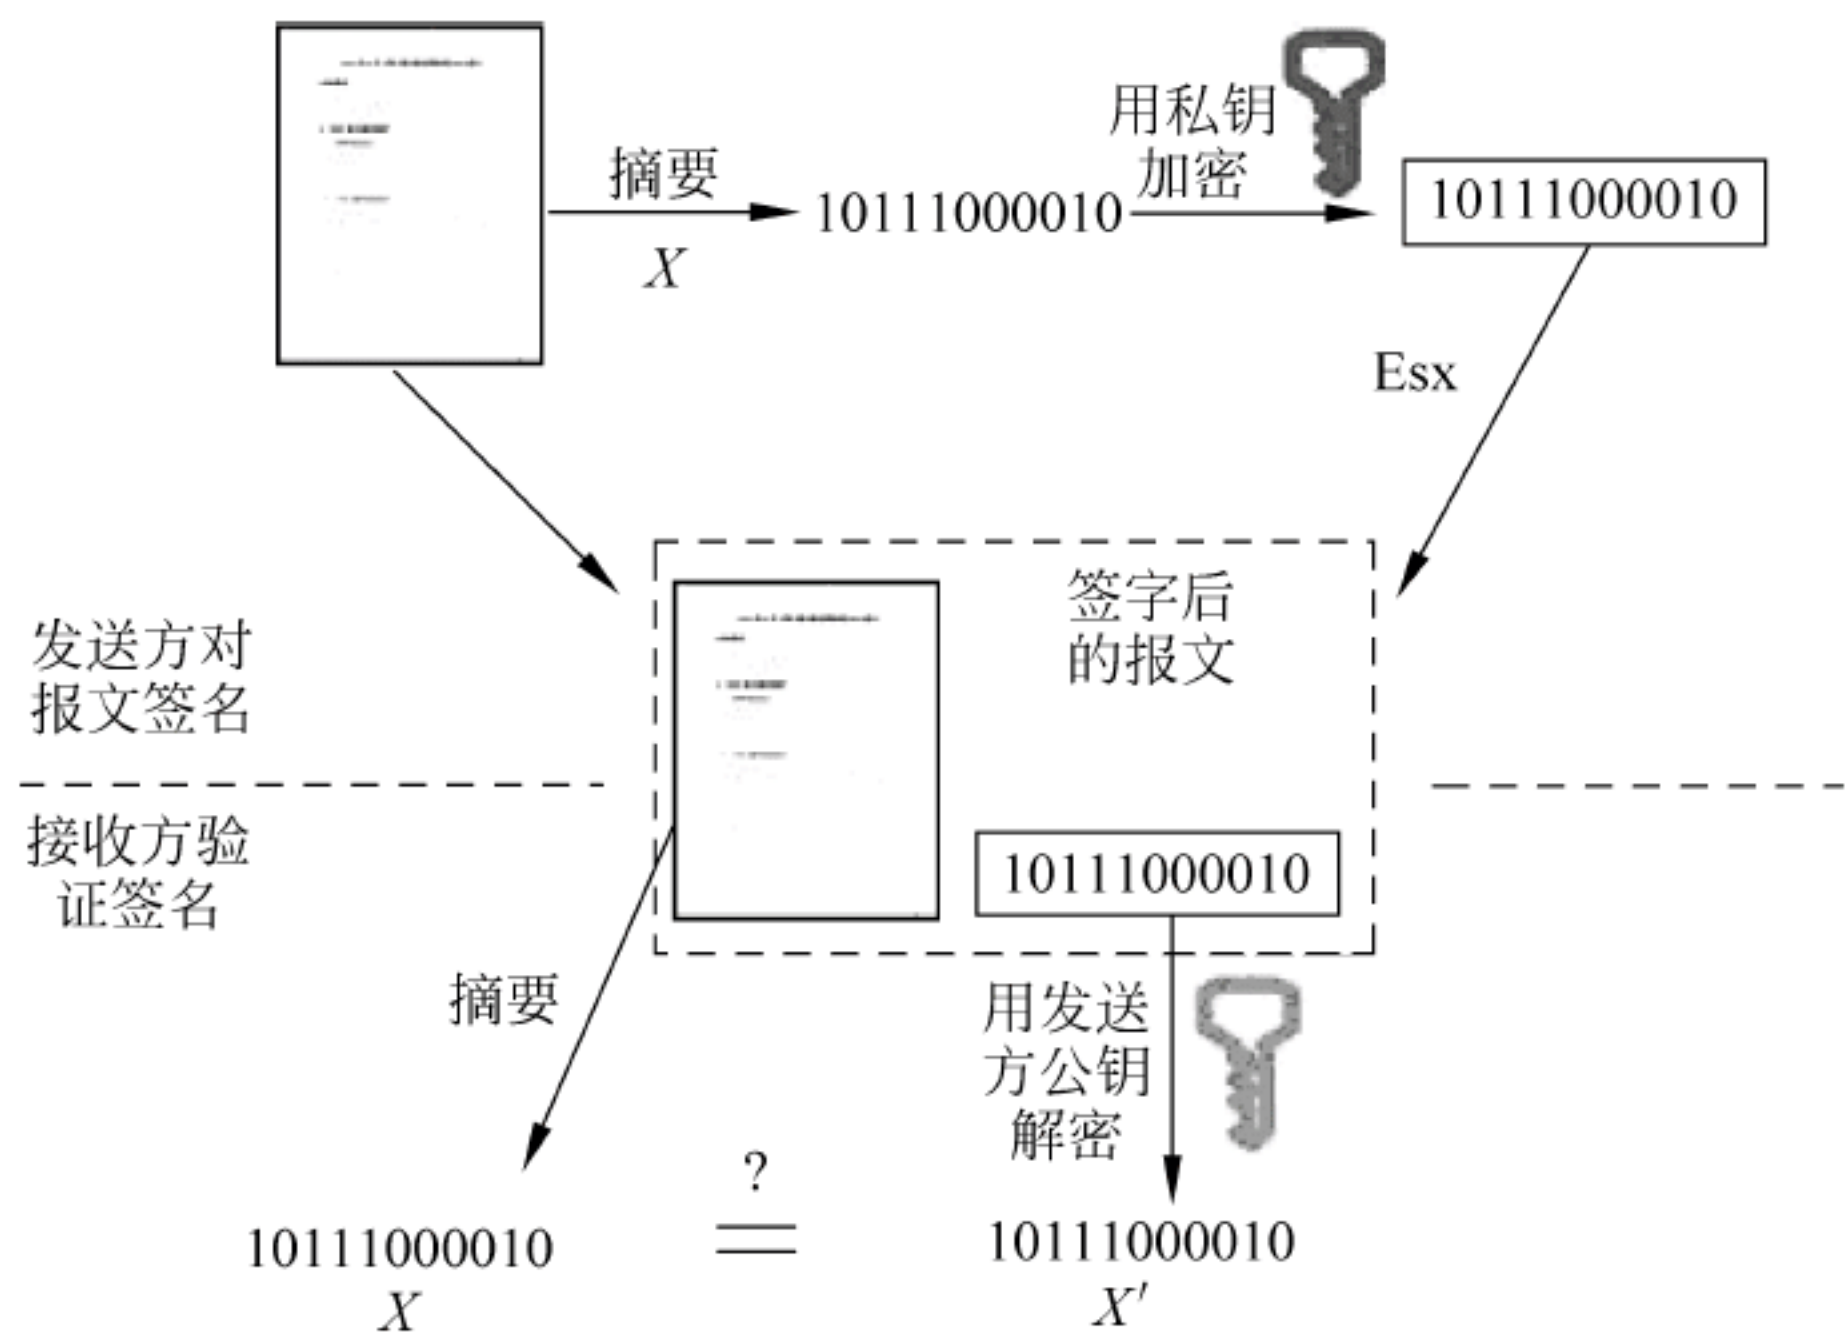 摘要
X
10111000010
用私钥
加密
10111000010
Esx
签字后
的报文
发送方对
报文签名
接收方验
证签名
10111000010
摘要
用发送
方公钥
解密
?
10111000010
X
=
10111000010
X′